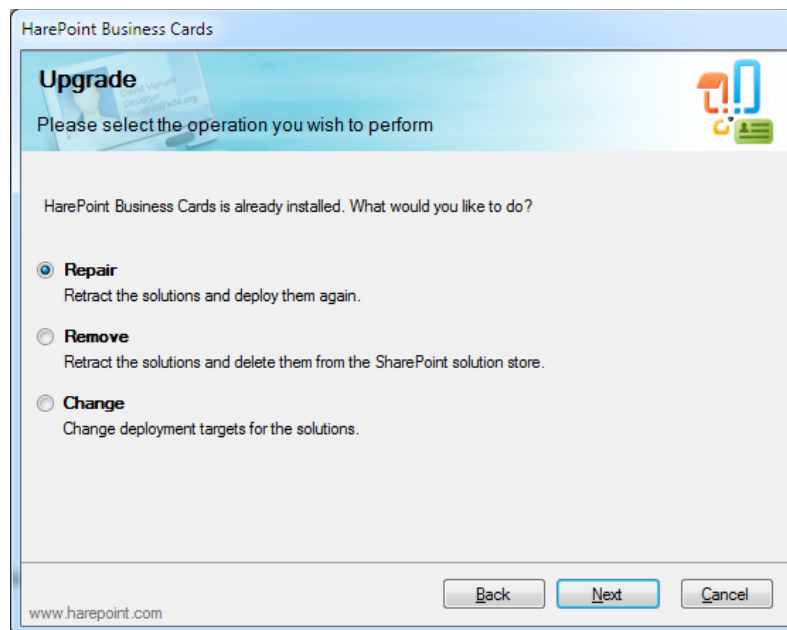 HarePoint Business Cards
Upgrade
Please select the operation you wish to perform
HarePoint Business Cards is already installed. What would you like to do?
Repair
Retract the solutions and deploy them again.
Remove
Retract the solutions and delete them from the SharePoint solution store.
Change
Change deployment targets for the solutions.
Back Next Cancel
www.harepoint.com